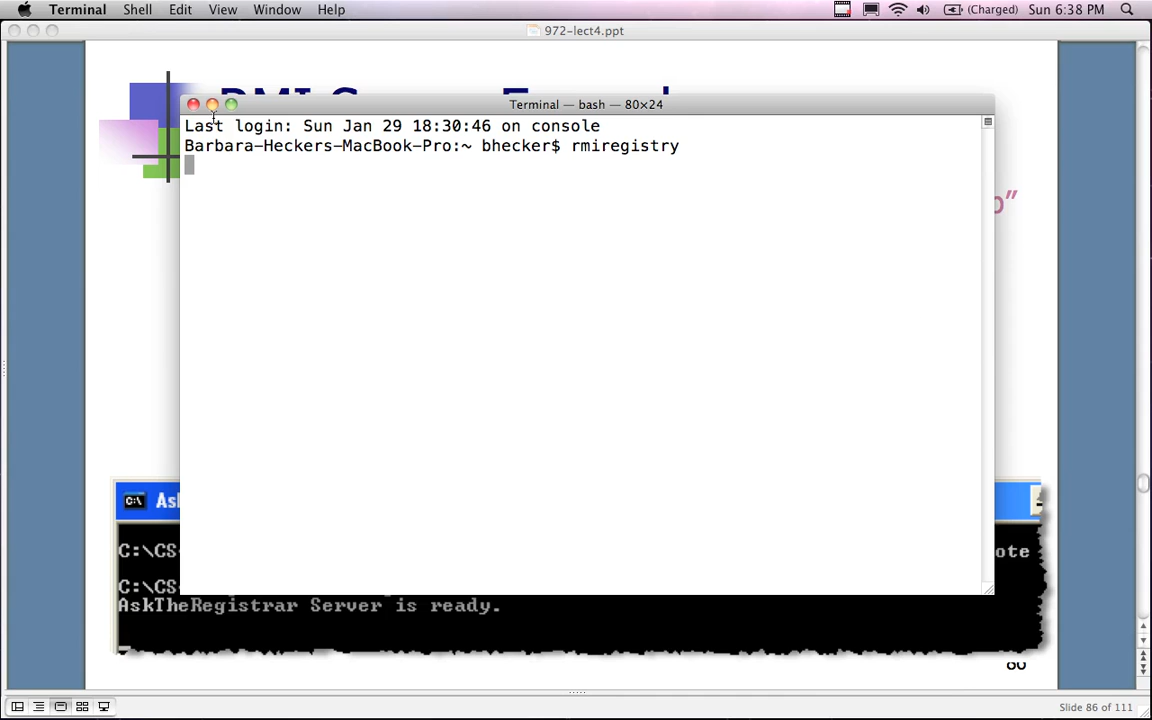 Terminal Shell Edit View Window Help (Charged) Sun 6:38 PM
972-lect4.ppt
Terminal — bash — 80×24
Last login: Sun Jan 29 18:30:46 on console
Barbara-Heckers-MacBook-Pro:~ bhecker$ rmiregistry
C:\
C:\CS
ote
C:\CS
AskTheRegistrar Server is ready.
Slide 86 of 111